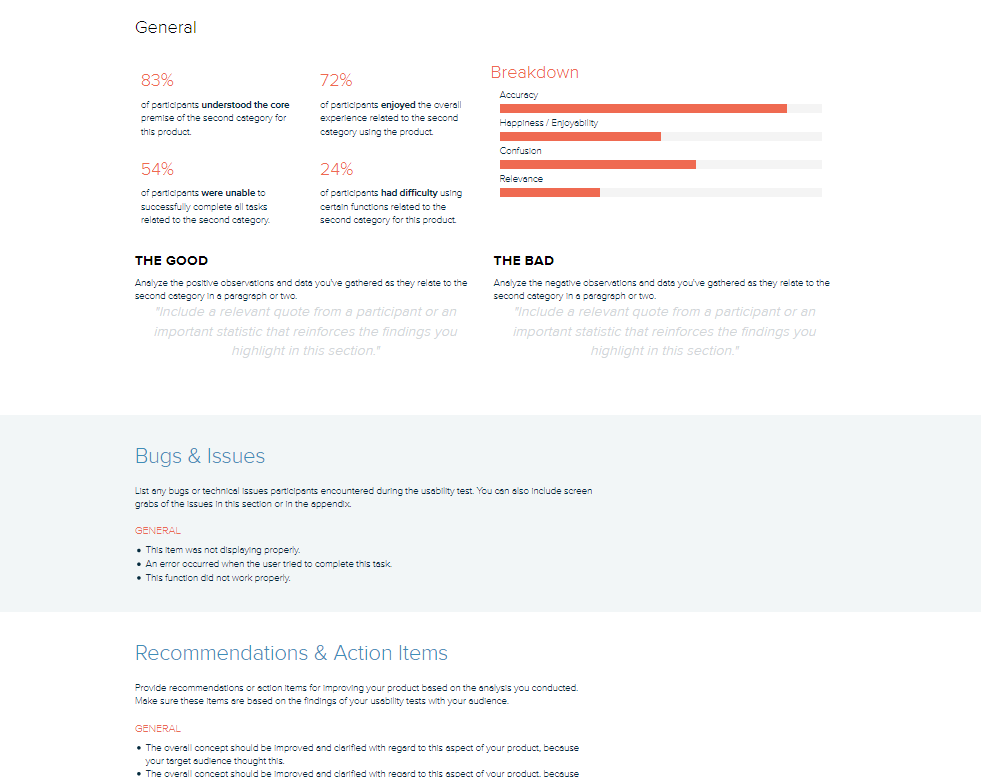 General
83%
of participants understood the core
premise of the second category for
this product.
72%
of participants enjoyed the overall
experience related to the second
category using the product.
54%
of participants were unable to
successfully complete all tasks
related to the second category.
24%
of participants had difficulty using
certain functions related to the
second category for this product.
Breakdown
Accuracy
Happiness / Enjoyability
Confusion
Relevance
THE GOOD
Analyze the positive observations and data you've gathered as they relate to the
second category in a paragraph or two.
"Include a relevant quote from a participant or an
important statistic that reinforces the findings you
highlight in this section."
THE BAD
Analyze the negative observations and data you've gathered as they relate to the
second category in a paragraph or two.
"Include a relevant quote from a participant or an
important statistic that reinforces the findings you
highlight in this section."
Bugs & Issues
List any bugs or technical issues participants encountered during the usability test. You can also include screen
grabs of the issues in this section or in the appendix.
GENERAL
• This item was not displaying properly.
• An error occurred when the user tried to complete this task.
• This function did not work properly.
Recommendations & Action Items
Provide recommendations or action items for improving your product based on the analysis you conducted.
Make sure these items are based on the findings of your usability tests with your audience.
GENERAL
• The overall concept should be improved and clarified with regard to this aspect of your product, because
your target audience thought this.
• The overall concept should be improved and clarified with regard to this aspect of your product, because